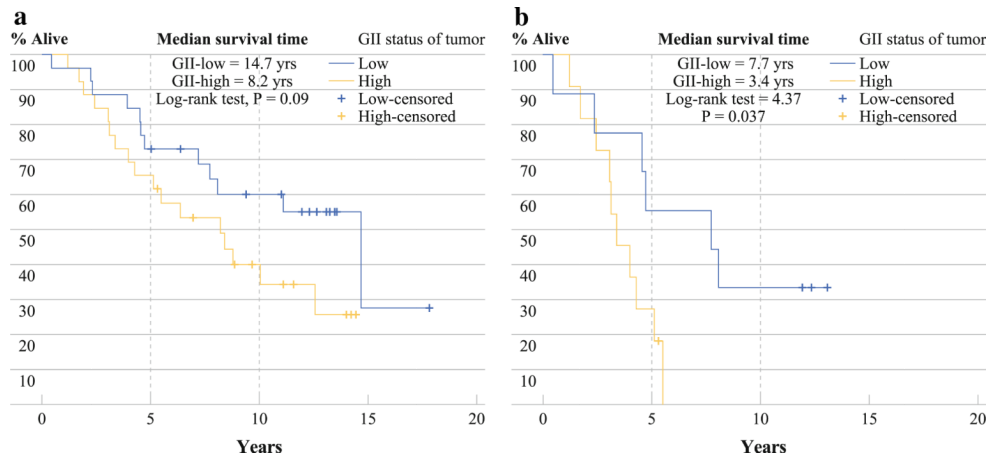 a
% Alive
Median survival time
GII status of tumor
GII-low = 14.7 yrs
GII-high = 8.2 yrs
Log-rank test, P = 0.09
Low
High
Low-censored
High-censored
100
90
80
70
60
50
40
30
20
10
0 5 10 15 20
Years
b
% Alive
Median survival time
GII status of tumor
GII-low = 7.7 yrs
GII-high = 3.4 yrs
Log-rank test = 4.37
P = 0.037
Low
High
Low-censored
High-censored
100
90
80
70
60
50
40
30
20
10
0 5 10 15 20
Years